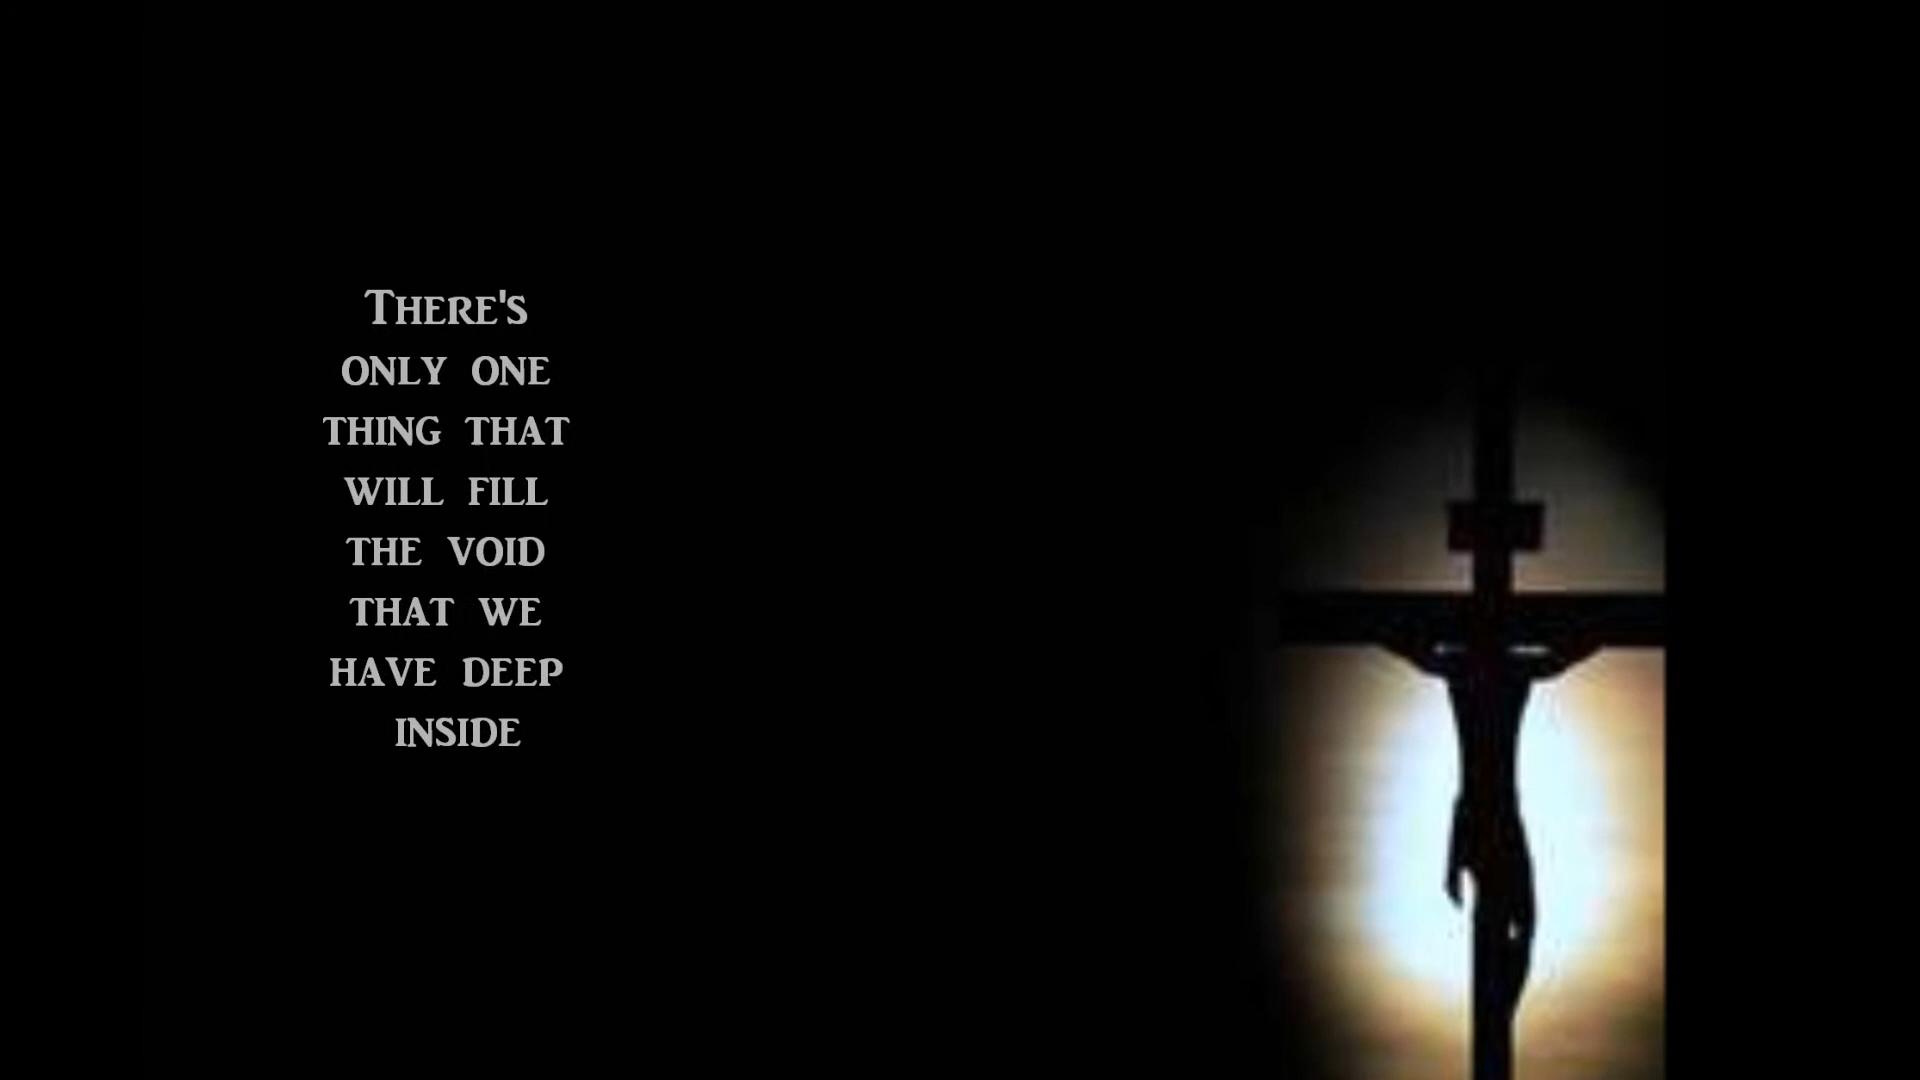 There's
only one
thing that
will fill
the void
that we
have deep
inside